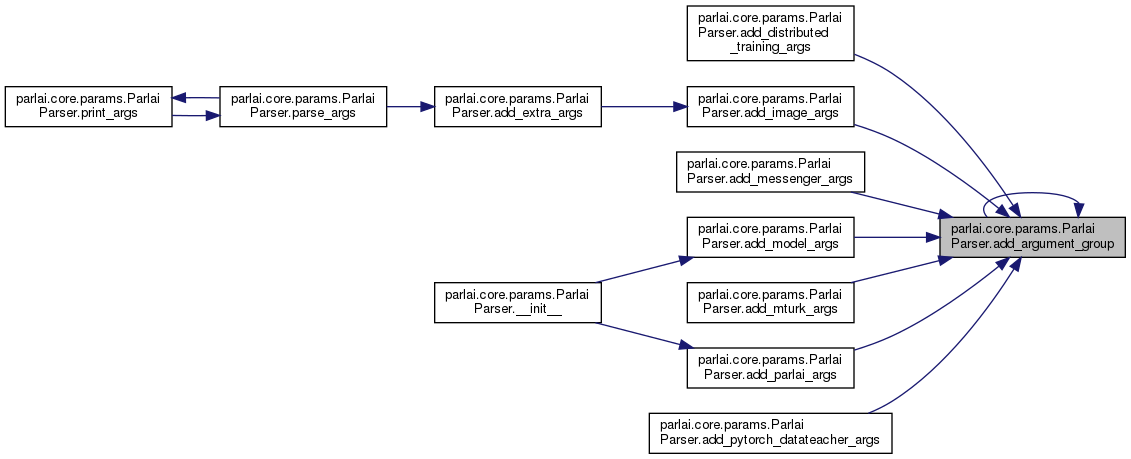 parlai.core.params.Parlai
Parser.print_args
parlai.core.params.Parlai
Parser.parse_args
parlai.core.params.Parlai
Parser.add_extra_args
parlai.core.params.Parlai
Parser.__init__
parlai.core.params.Parlai
Parser.add_distributed
_training_args
parlai.core.params.Parlai
Parser.add_image_args
parlai.core.params.Parlai
Parser.add_messenger_args
parlai.core.params.Parlai
Parser.add_model_args
parlai.core.params.Parlai
Parser.add_mturk_args
parlai.core.params.Parlai
Parser.add_parlai_args
parlai.core.params.Parlai
Parser.add_pytorch_datateacher_args
parlai.core.params.Parlai
Parser.add_argument_group